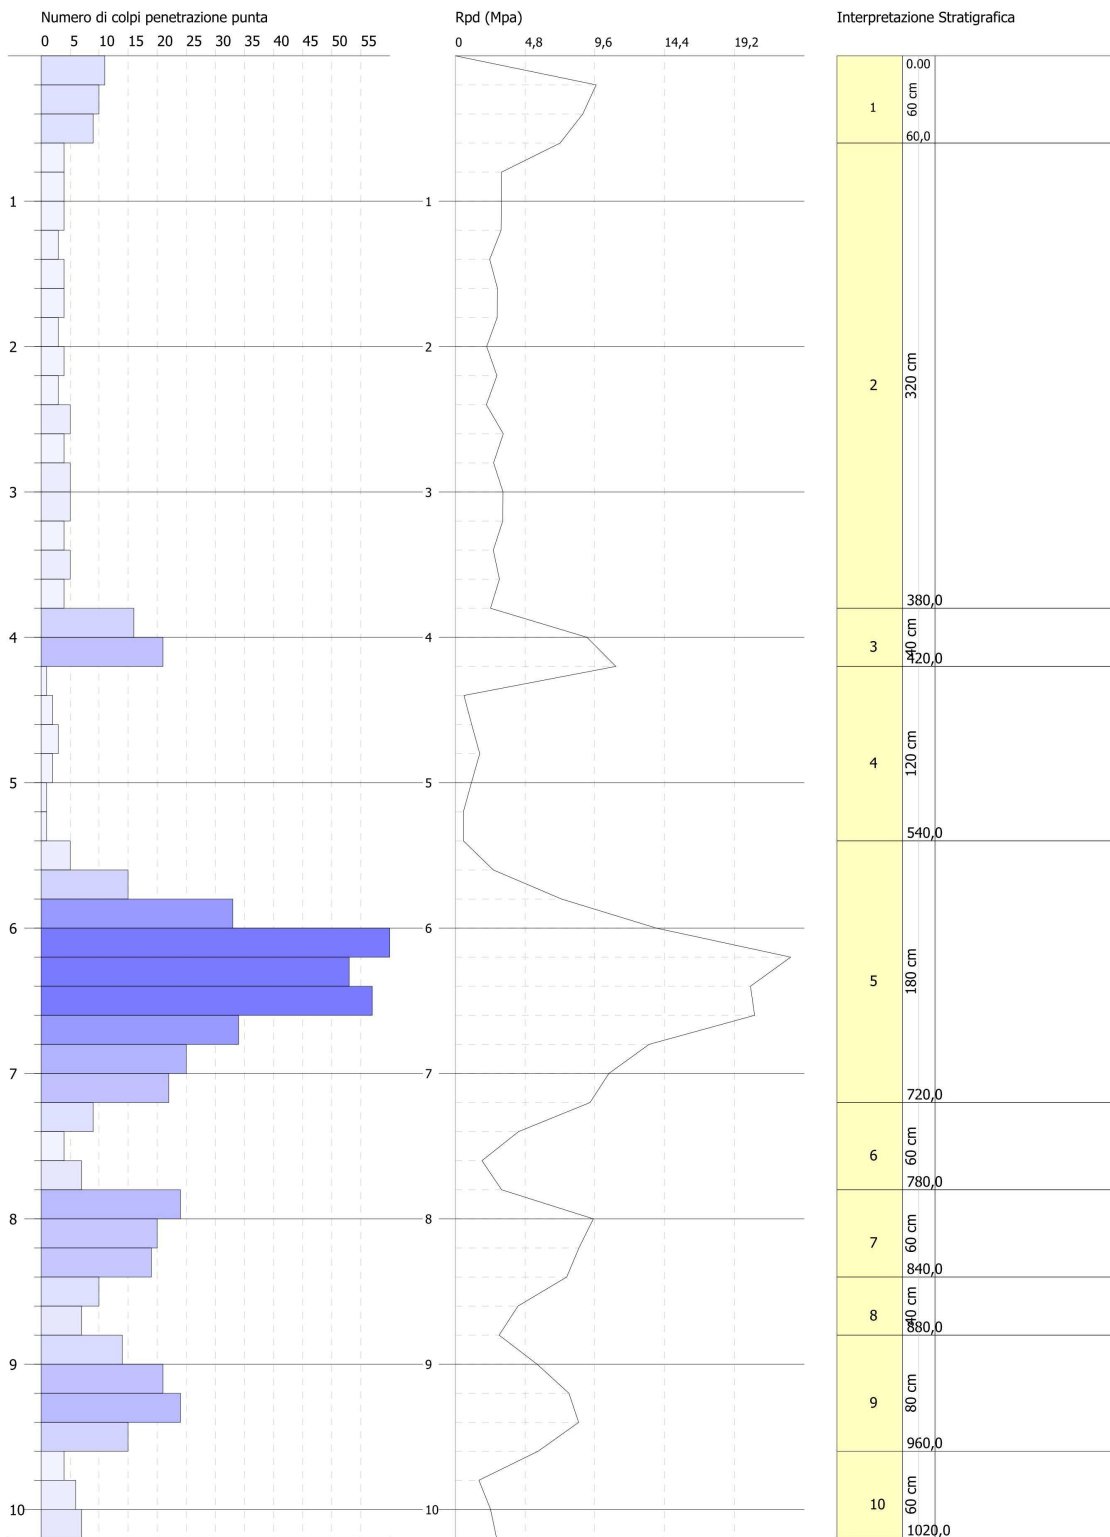 Numero di colpi penetrazione punta
Rpd (Mpa)
Interpretazione Stratigrafica
0 5 10 15 20 25 30 35 40 45 50 55
0 4,8 9,6 14,4 19,2
0.00
1
60 cm
60,0
1 1
2 2
2
320 cm
3 3
380,0
4 4
3
40 cm
420,0
5 5
4
120 cm
540,0
6 6
5
180 cm
7 7
720,0
6
60 cm
780,0
8 8
7
60 cm
840,0
8
40 cm
880,0
9 9
9
80 cm
960,0
10 10
10
60 cm
1020,0